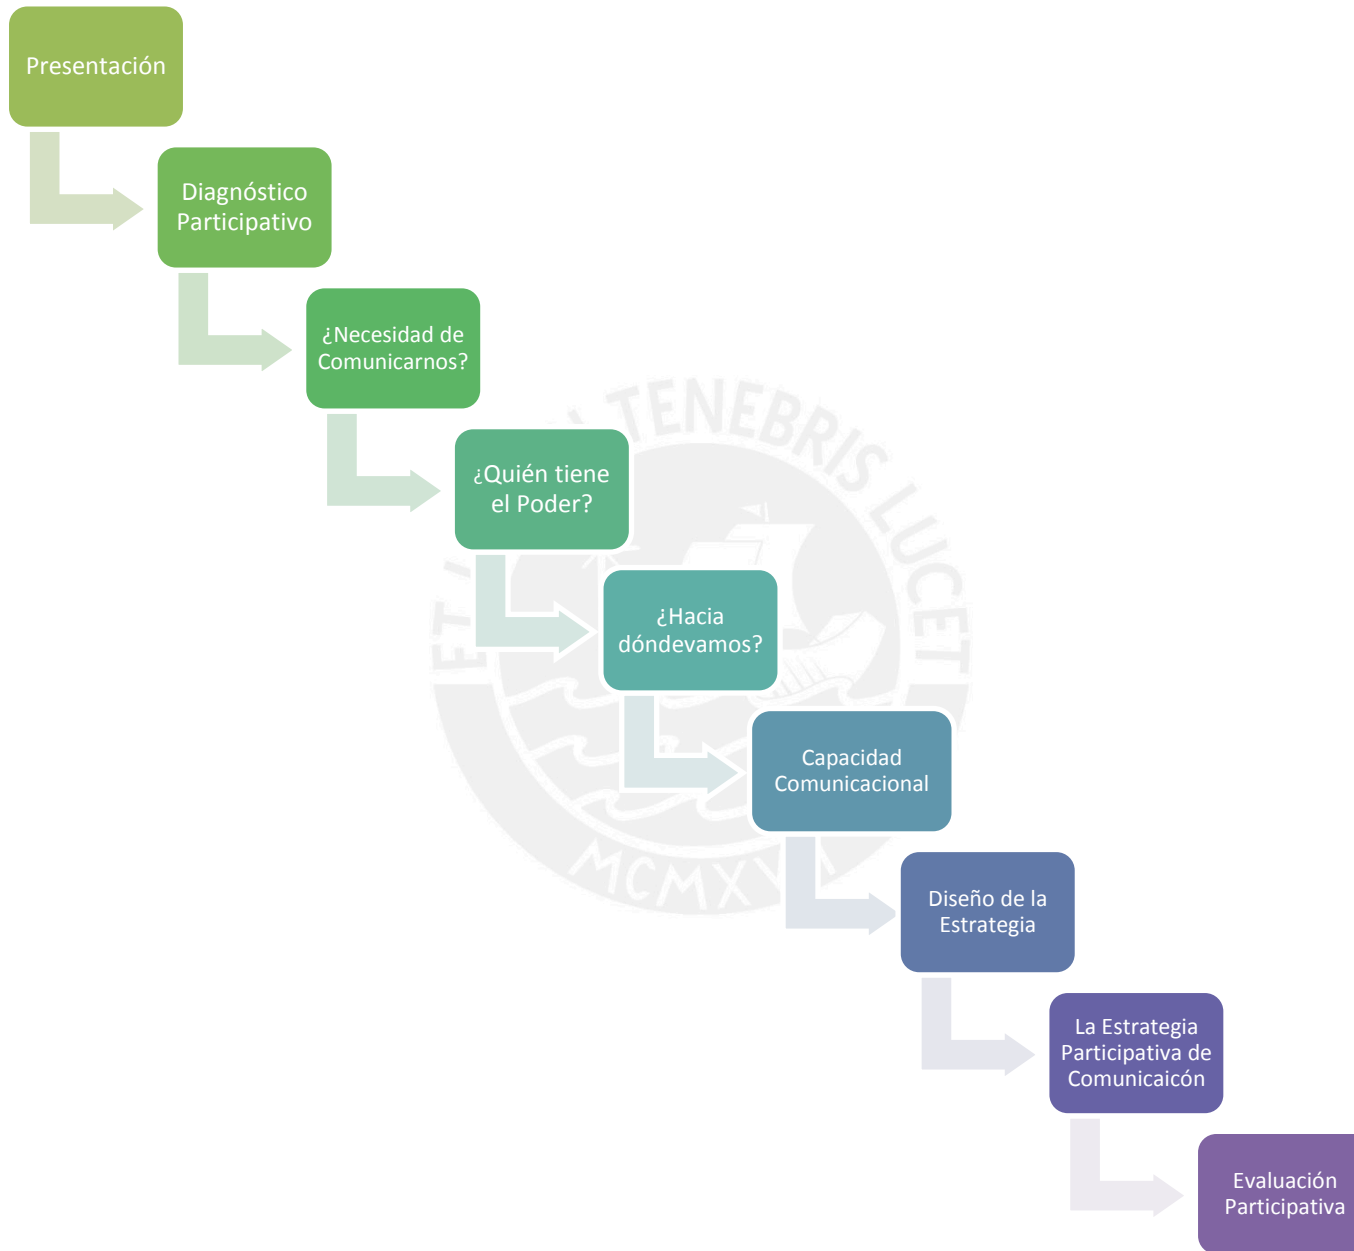 Presentación
Diagnóstico
Participativo
¿Necesidad de
Comunicarnos?
¿Quién tiene
el Poder?
¿Hacia
dóndevamos?
Capacidad
Comunicacional
Diseño de la
Estrategia
La Estrategia
Participativa de
Comunicaicón
Evaluación
Participativa
TENEBRIS LUCET